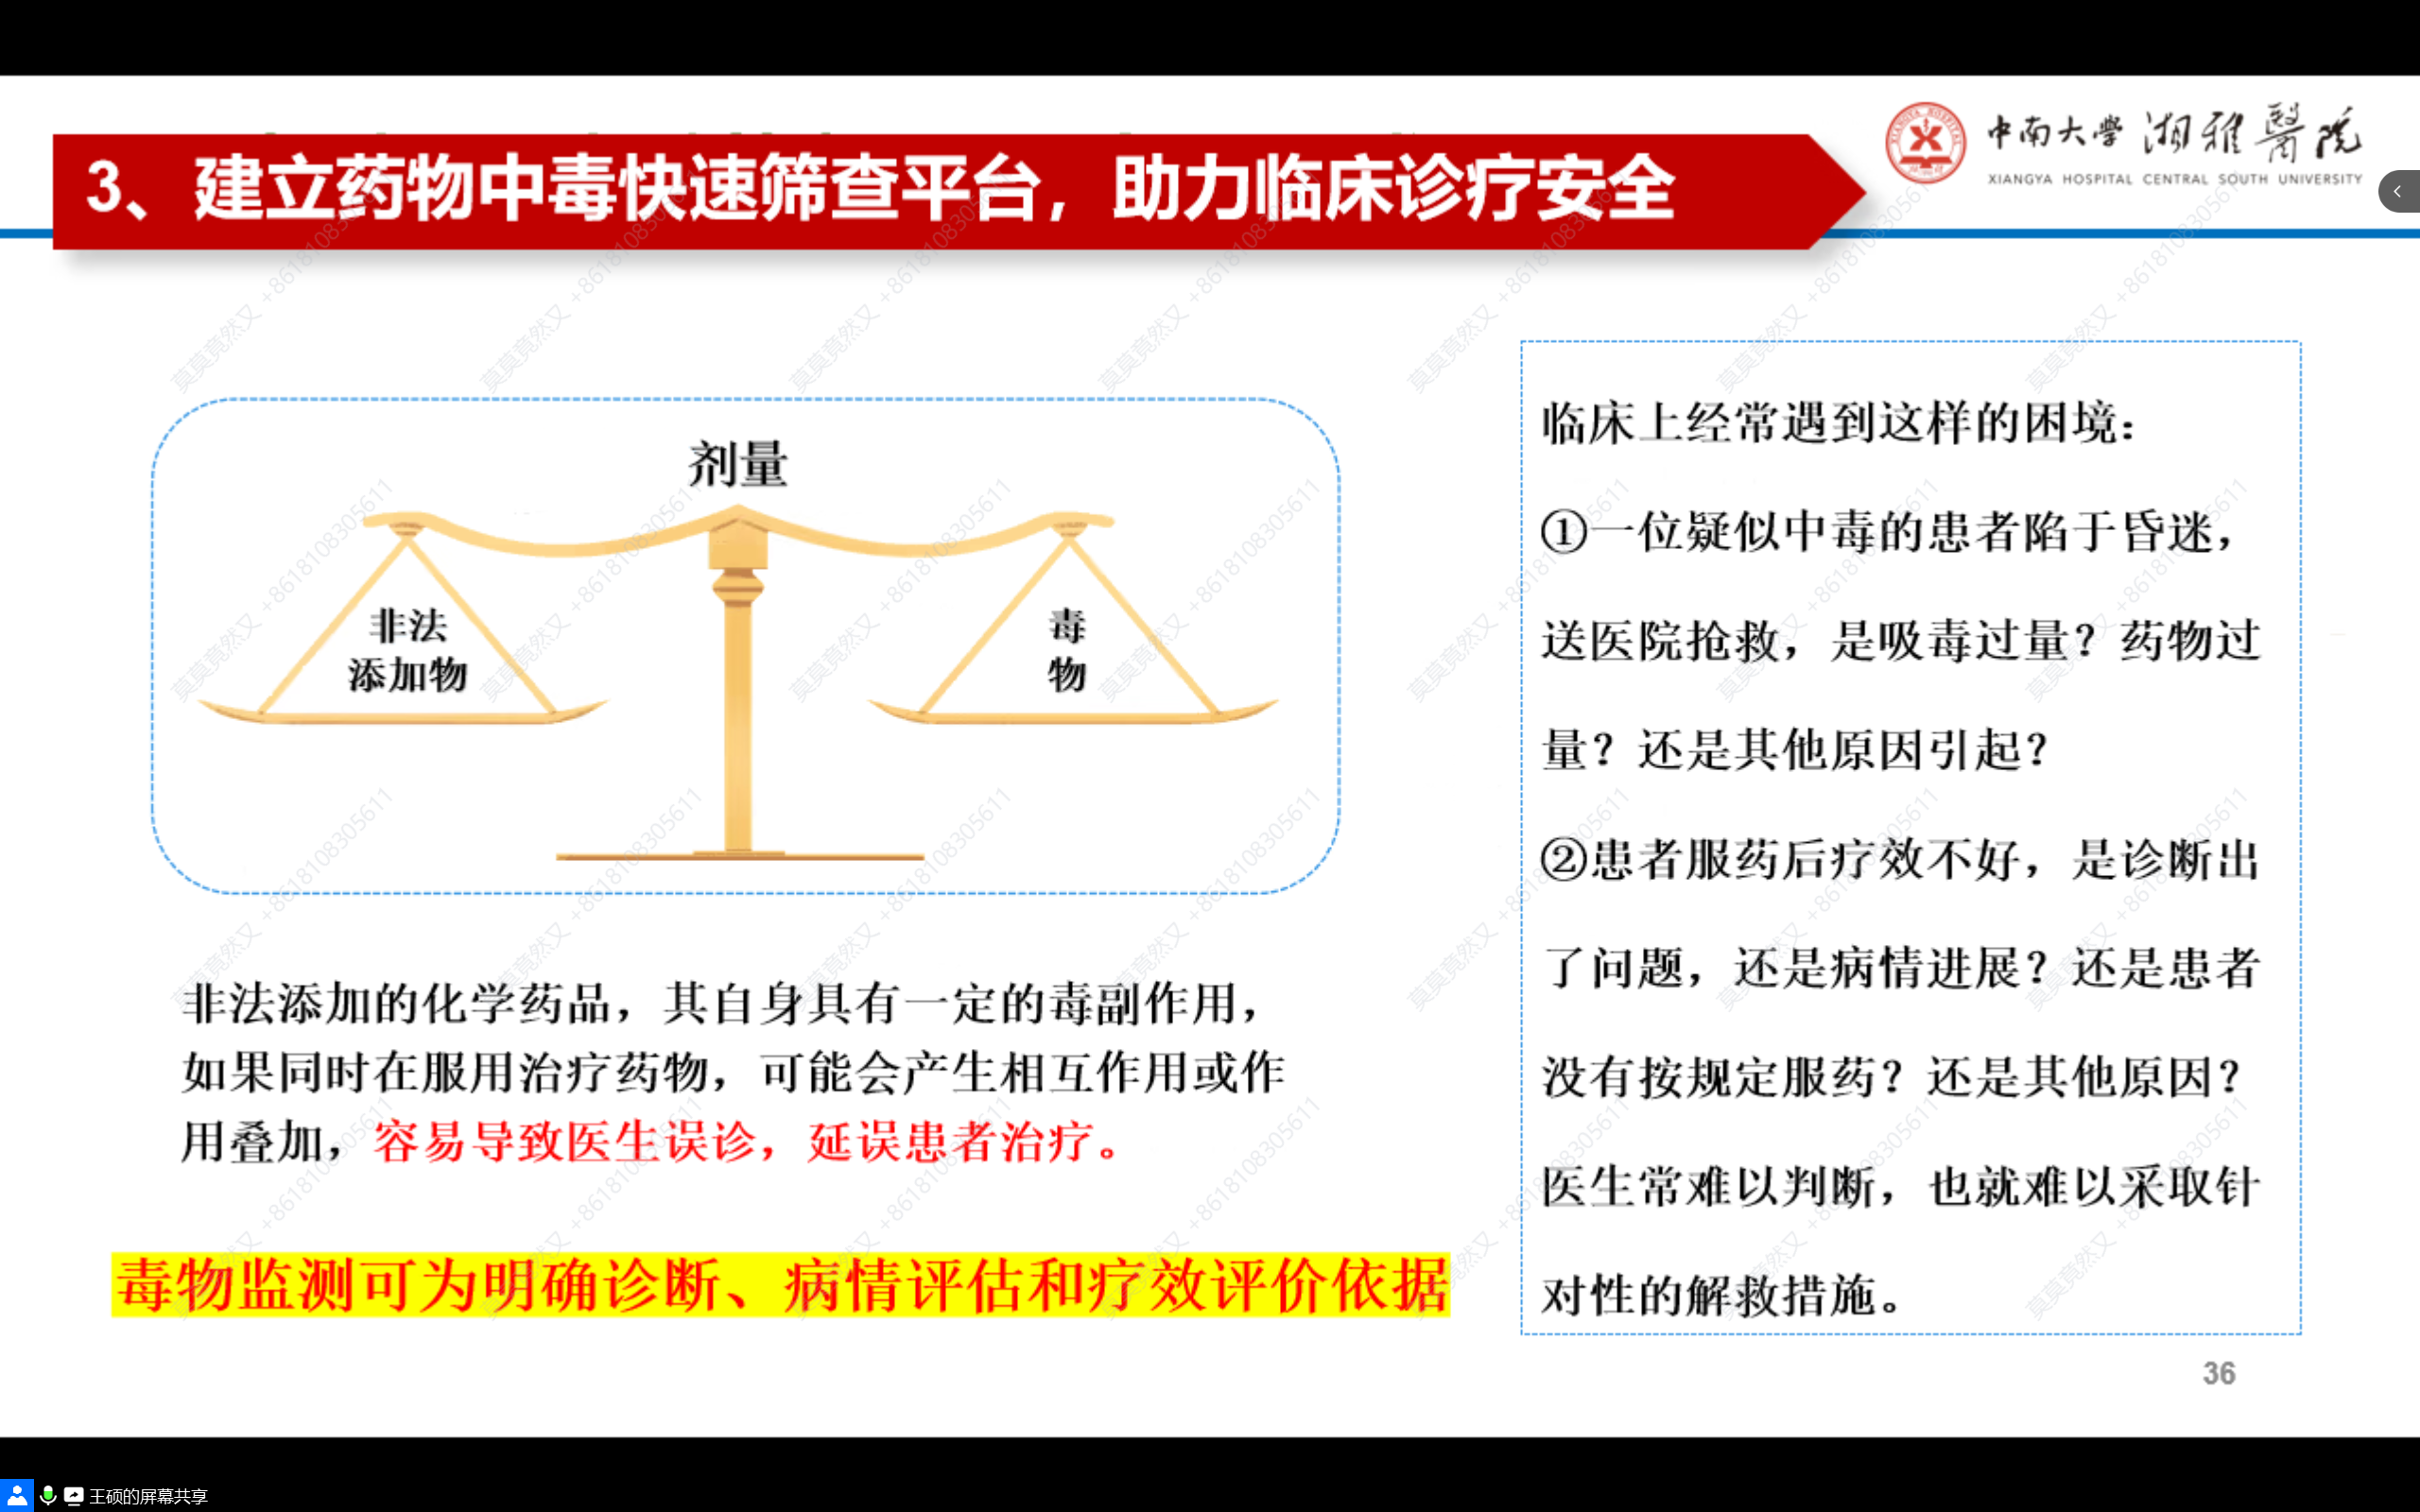 3、建立药物中毒快速筛查平台，助力临床诊疗安全
中南大学 湘雅醫院
XIANGYA HOSPITAL CENTRAL SOUTH UNIVERSITY
剂量
非法
添加物
毒
物
非法添加的化学药品，其自身具有一定的毒副作用，
如果同时在服用治疗药物，可能会产生相互作用或作
用叠加，容易导致医生误诊，延误患者治疗。
毒物监测可为明确诊断、病情评估和疗效评价依据
临床上经常遇到这样的困境：
①一位疑似中毒的患者陷于昏迷，
送医院抢救，是吸毒过量？药物过
量？还是其他原因引起？
②患者服药后疗效不好，是诊断出
了问题，还是病情进展？还是患者
没有按规定服药？还是其他原因？
医生常难以判断，也就难以采取针
对性的解救措施。
36
莫莫竟然又 +8618108305611
王硕的屏幕共享